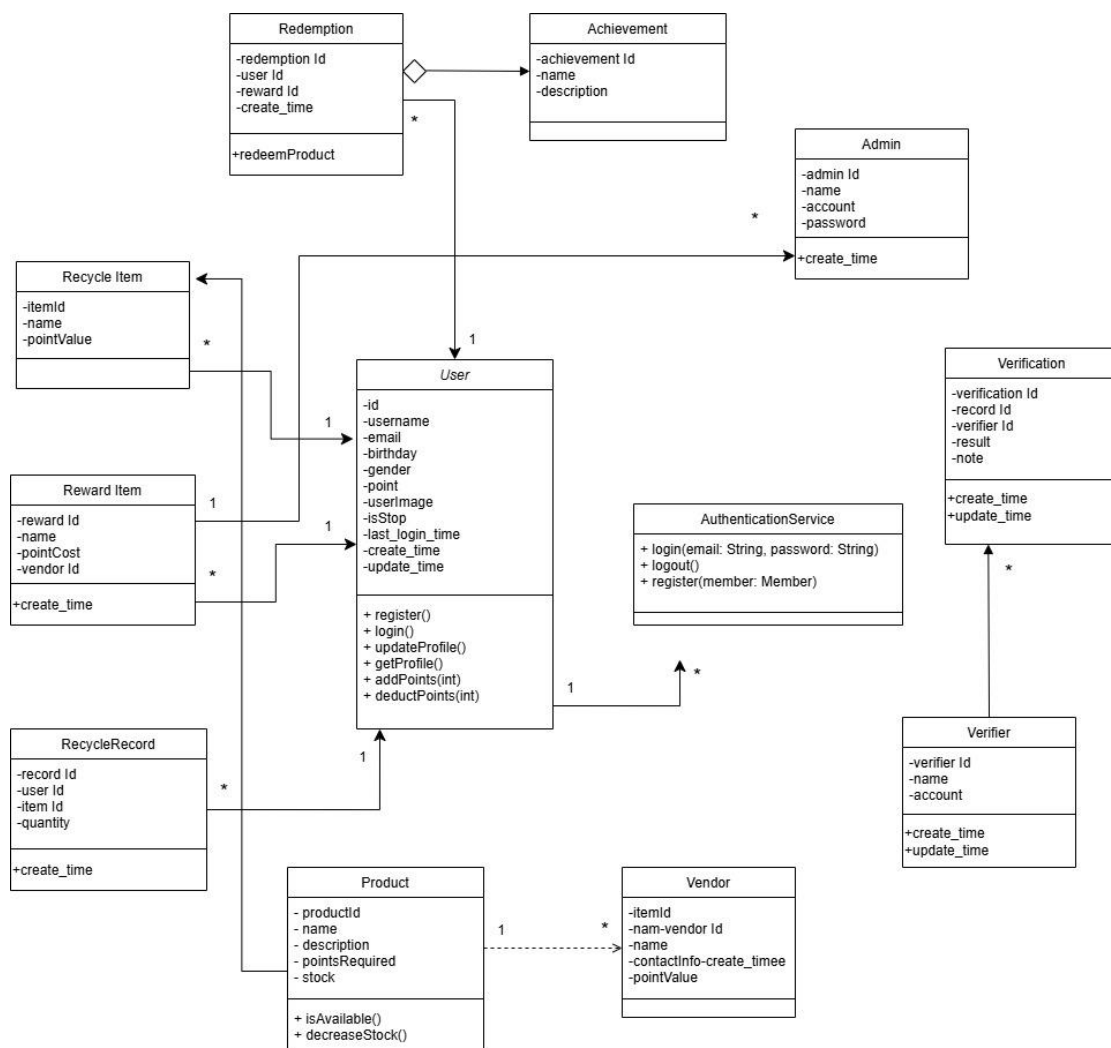 Redemption
-redemption Id
-user Id
-reward Id
-create_time
+redeemProduct
*
Achievement
-achievement Id
-name
-description
Admin
-admin Id
-name
-account
-password
+create_time
*
Recycle Item
-itemId
-name
-pointValue
*
1
1
User
-id
-username
-email
-birthday
-gender
-point
-userImage
-isStop
-last_login_time
-create_time
-update_time
+ register()
+ login()
+ updateProfile()
+ getProfile()
+ addPoints(int)
+ deductPoints(int)
Verification
-verification Id
-record Id
-verifier Id
-result
-note
+create_time
+update_time
*
Reward Item
-reward Id
-name
-pointCost
-vendor Id
+create_time
1
*
1
AuthenticationService
+ login(email: String, password: String)
+ logout()
+ register(member: Member)
1
*
RecycleRecord
-record Id
-user Id
-item Id
-quantity
+create_time
*
1
Verifier
-verifier Id
-name
-account
+create_time
+update_time
Product
- productId
- name
- description
- pointsRequired
- stock
+ isAvailable()
+ decreaseStock()
1
*
Vendor
-itemId
-nam-vendor Id
-name
-contactInfo-create_timee
-pointValue